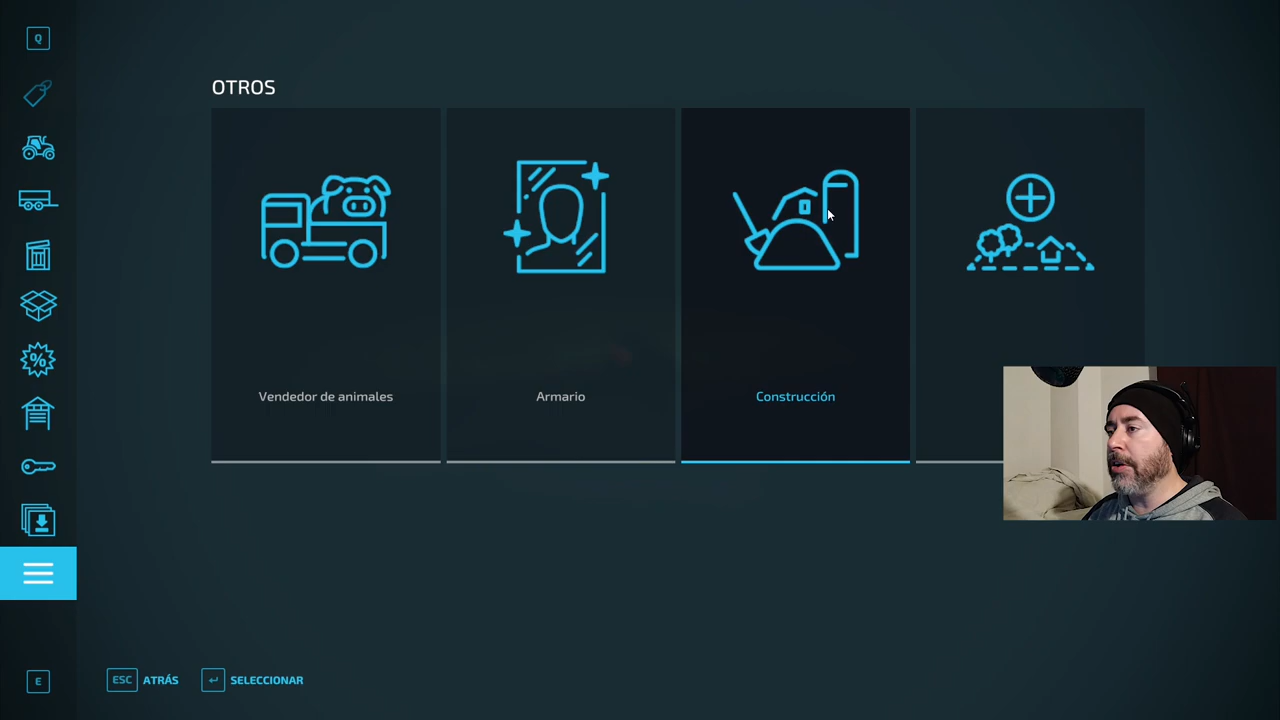 Q
OTROS
Vendedor de animales
Armario
Construcción
%
E
ESC ATRÁS
SELECCIONAR